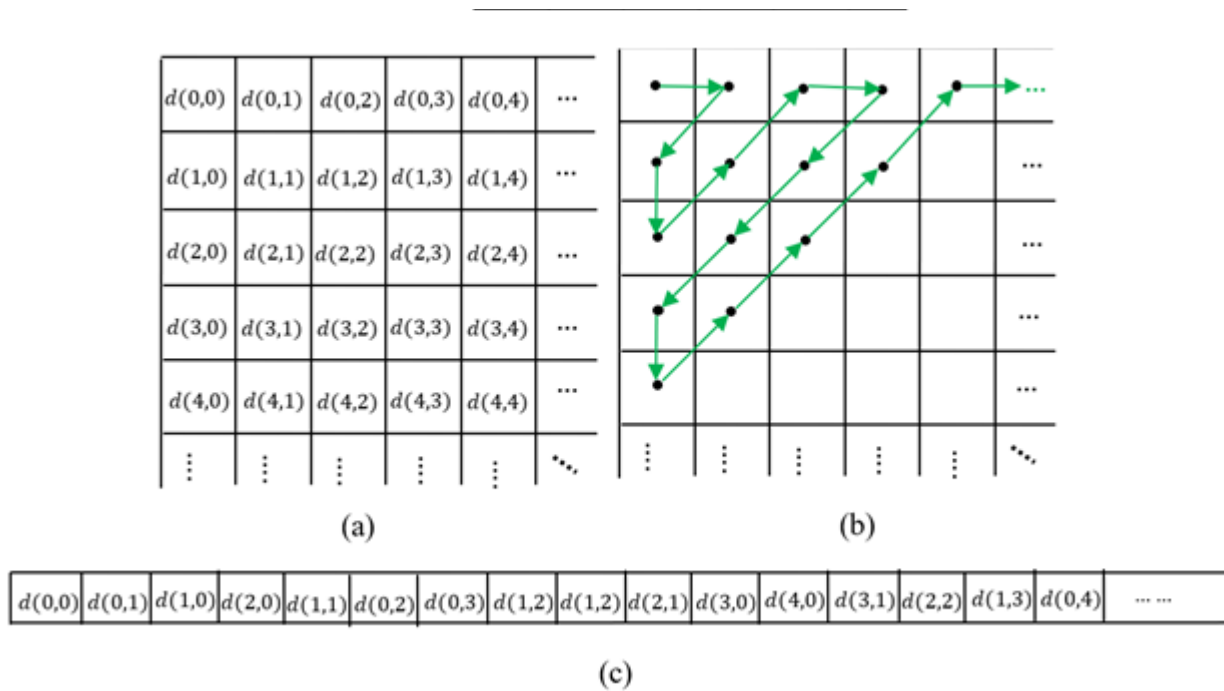 d(0,0) d(0,1) d(0,2) d(0,3) d(0,4) ... ...
d(1,0) d(1,1) d(1,2) d(1,3) d(1,4) ... ...
d(2,0) d(2,1) d(2,2) d(2,3) d(2,4) ... ...
d(3,0) d(3,1) d(3,2) d(3,3) d(3,4) ... ...
d(4,0) d(4,1) d(4,2) d(4,3) d(4,4) ... ...
(a) (b)
d(0,0) d(0,1) d(1,0) d(2,0) d(1,1) d(0,2) d(0,3) d(1,2) d(1,2) d(2,1) d(3,0) d(4,0) d(3,1) d(2,2) d(1,3) d(0,4) ... ...
(c)